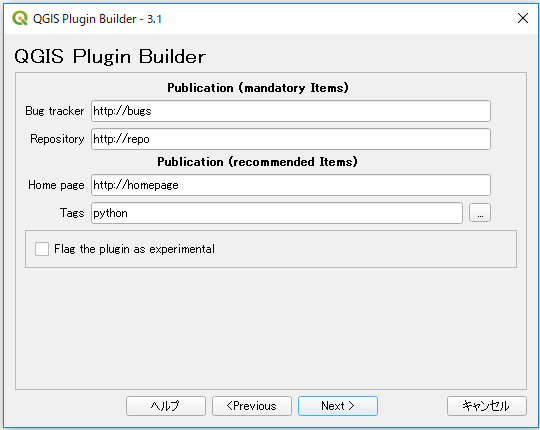 QGIS Plugin Builder - 3.1
QGIS Plugin Builder
Publication (mandatory Items)
Bug tracker http://bugs
Repository http://repo
Publication (recommended Items)
Home page http://homepage
Tags python ...
Flag the plugin as experimental
ヘルプ <Previous Next > キャンセル